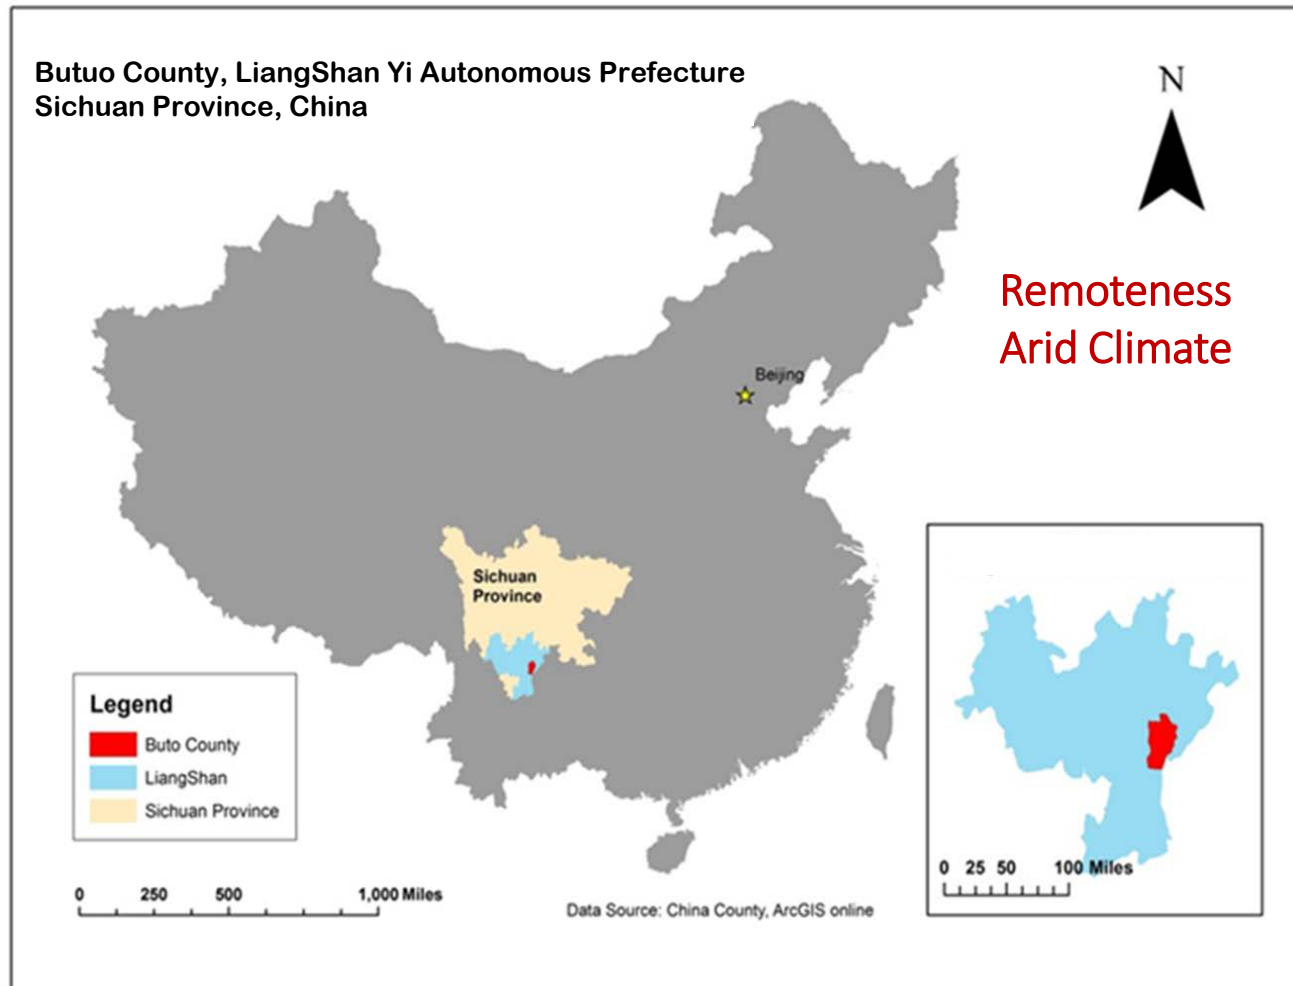 Butuo County, LiangShan Yi Autonomous Prefecture
Sichuan Province, China
N
Remoteness
Arid Climate
Beijing
Sichuan
Province
Legend
Buto County
LiangShan
Sichuan Province
0 250 500 1,000 Miles
Data Source: China County, ArcGIS online
0 25 50 100 Miles